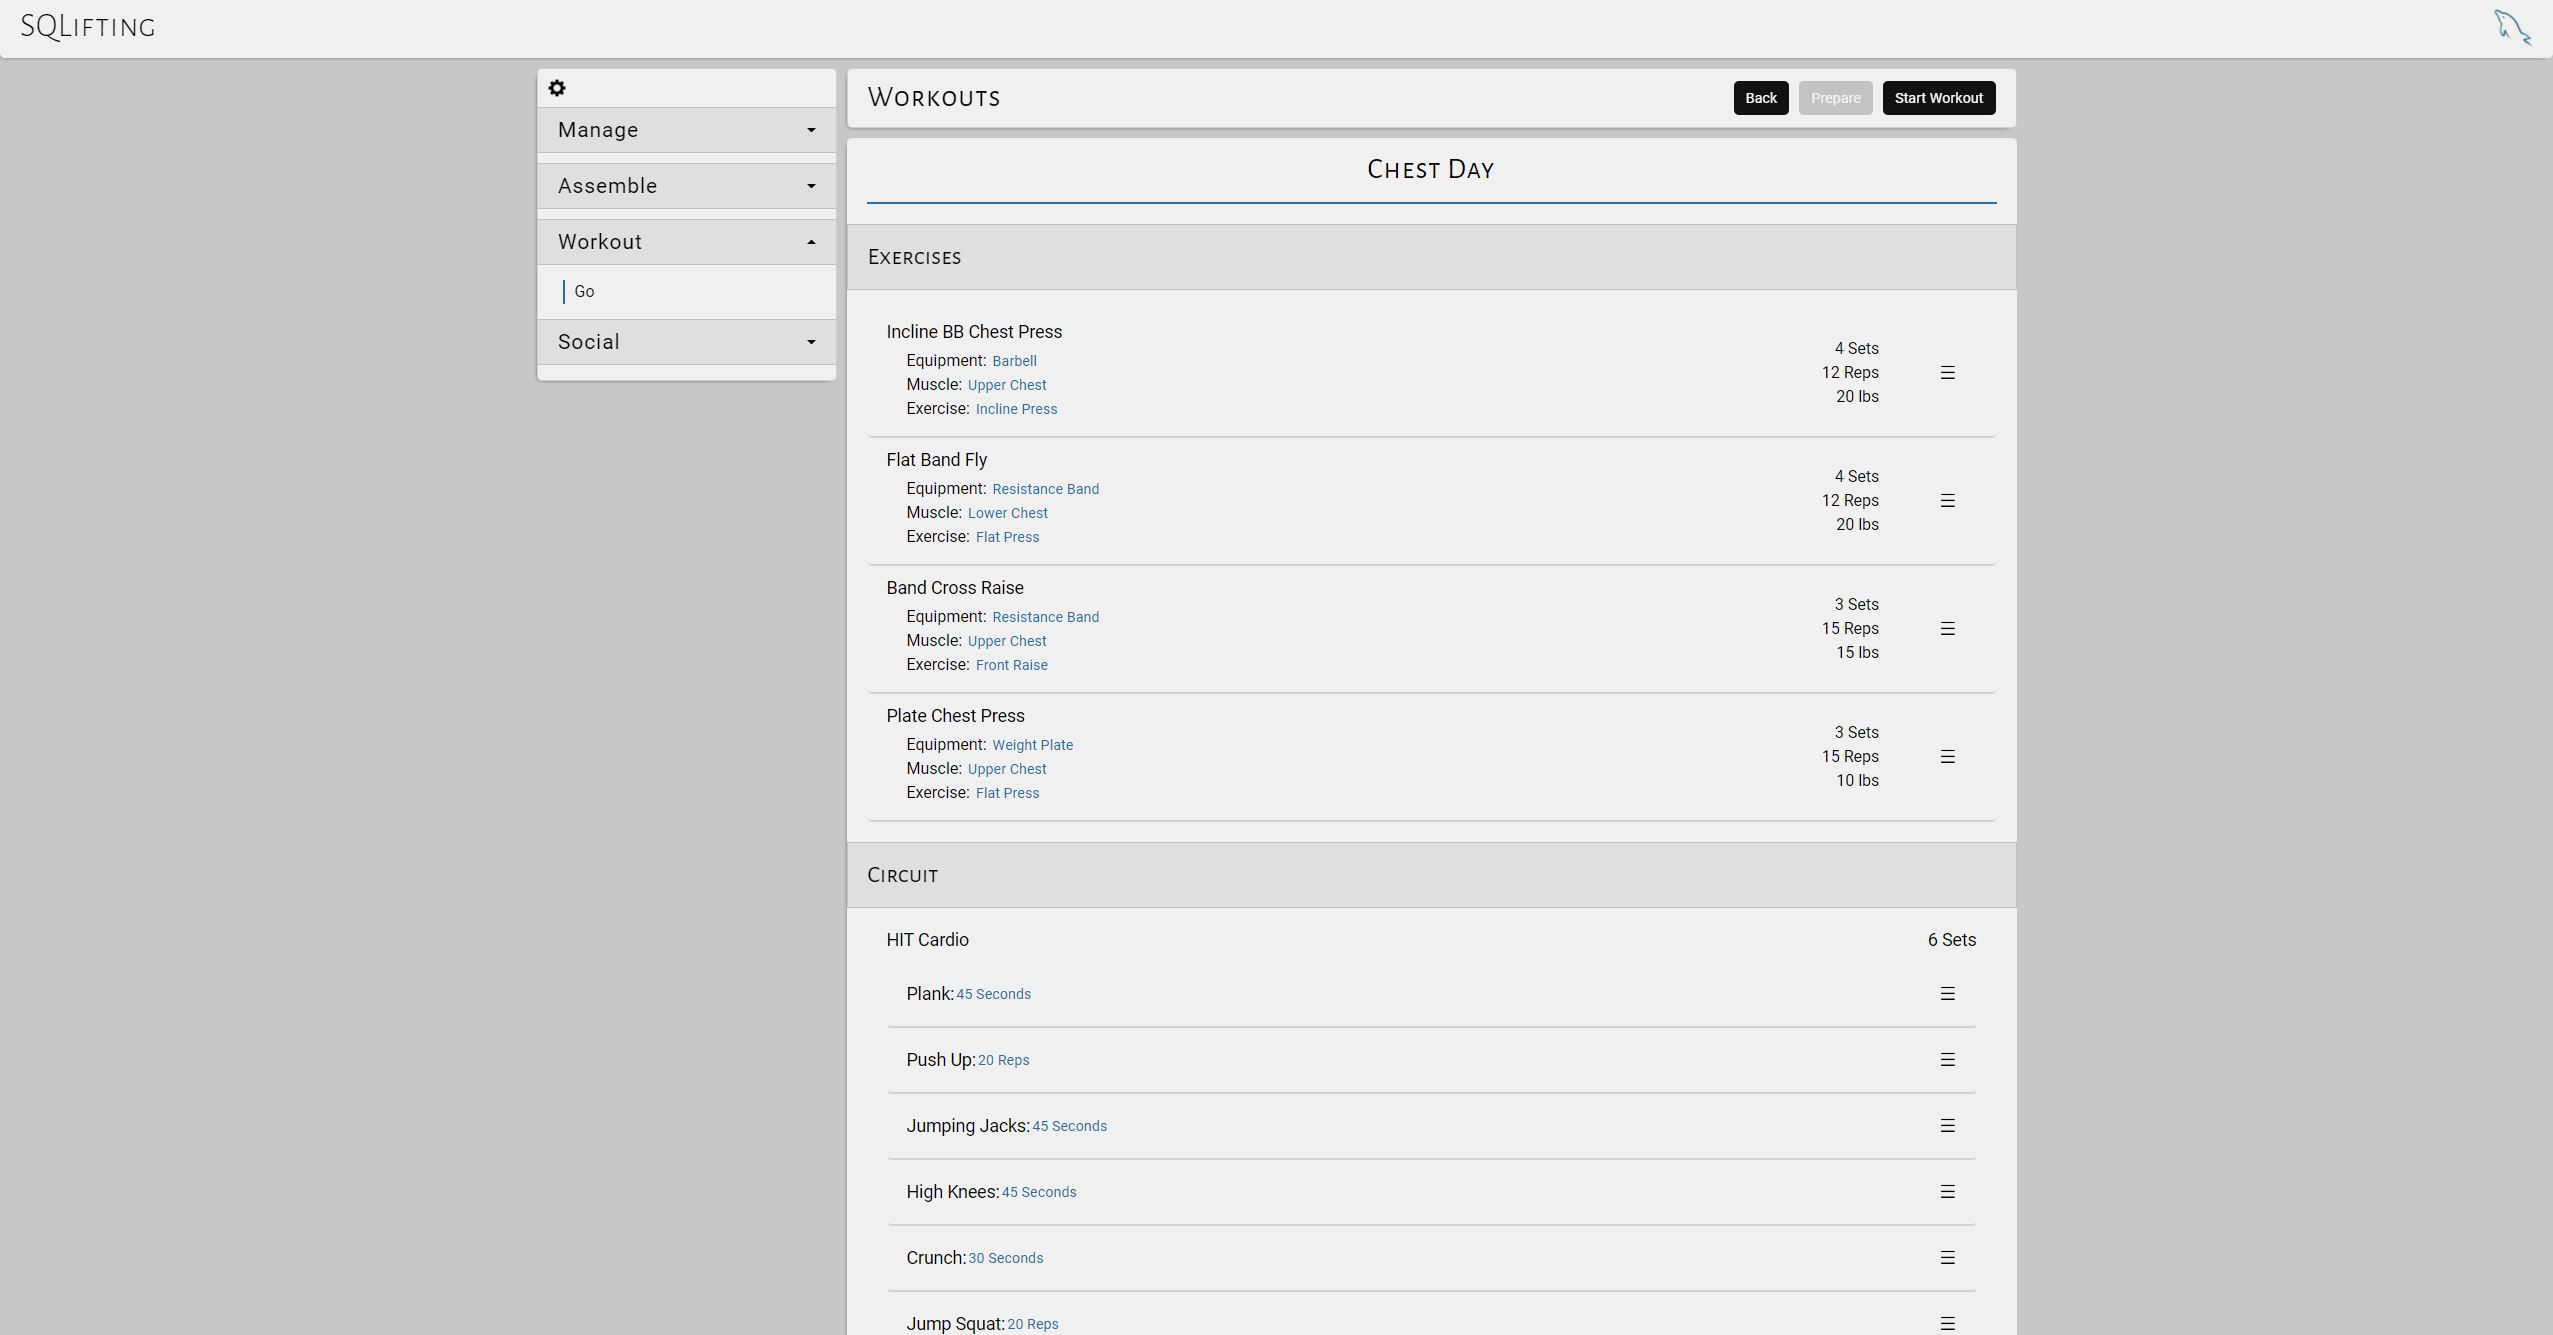 SQLifting
Manage
Assemble
Workout
Go
Social
Workouts
Back
Prepare
Start Workout
Chest Day
Exercises
Incline BB Chest Press
Equipment: Barbell
Muscle: Upper Chest
Exercise: Incline Press
4 Sets
12 Reps
20 lbs
Flat Band Fly
Equipment: Resistance Band
Muscle: Lower Chest
Exercise: Flat Press
4 Sets
12 Reps
20 lbs
Band Cross Raise
Equipment: Resistance Band
Muscle: Upper Chest
Exercise: Front Raise
3 Sets
15 Reps
15 lbs
Plate Chest Press
Equipment: Weight Plate
Muscle: Upper Chest
Exercise: Flat Press
3 Sets
15 Reps
10 lbs
Circuit
HIT Cardio
6 Sets
Plank: 45 Seconds
Push Up: 20 Reps
Jumping Jacks: 45 Seconds
High Knees: 45 Seconds
Crunch: 30 Seconds
Jump Squat: 20 Reps